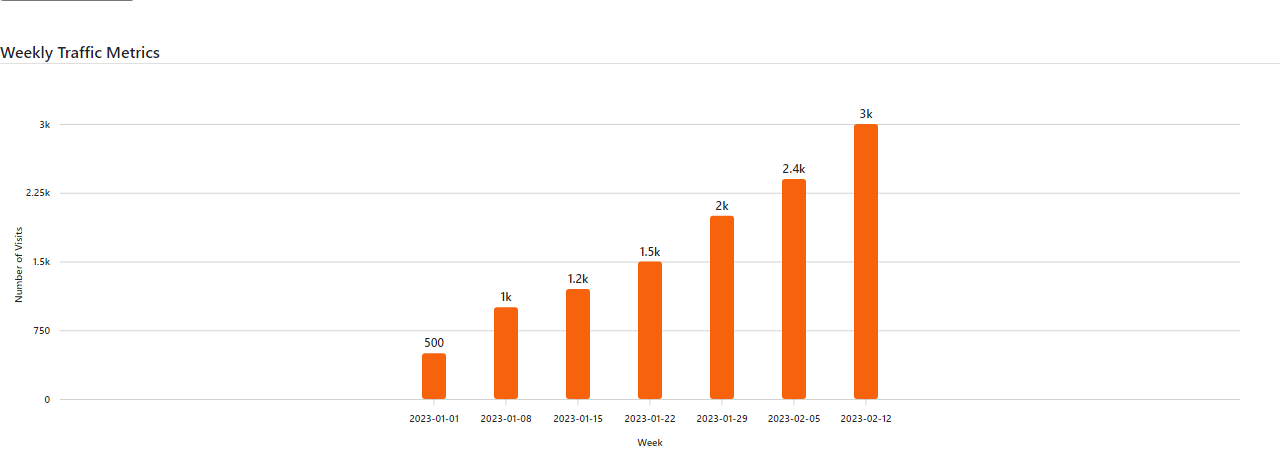 Weekly Traffic Metrics
3k
3k
2.4k
2.25k
2k
1.5k
1.5k
1.2k
1k
750
500
0
Number of Visits
2023-01-01 2023-01-08 2023-01-15 2023-01-22 2023-01-29 2023-02-05 2023-02-12
Week